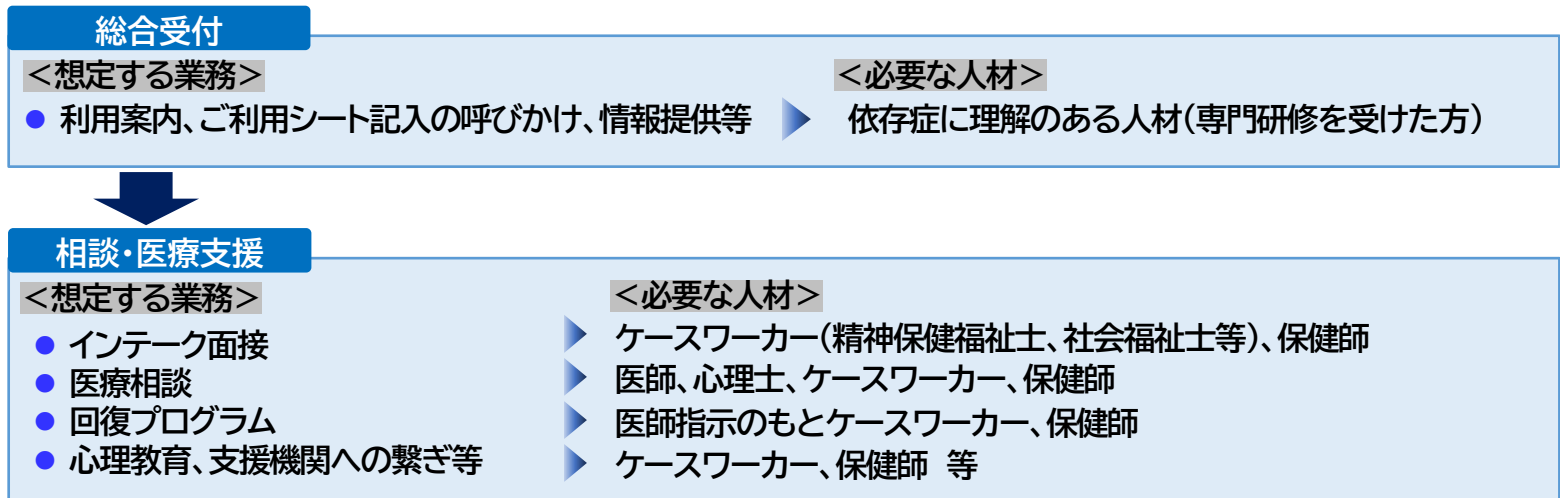 総合受付
＜想定する業務＞
＜必要な人材＞
● 利用案内、ご利用シート記入の呼びかけ、情報提供等
依存症に理解のある人材（専門研修を受けた方）
相談・医療支援
＜想定する業務＞
＜必要な人材＞
● インテーク面接
ケースワーカー（精神保健福祉士、社会福祉士等）、保健師
● 医療相談
医師、心理士、ケースワーカー、保健師
● 回復プログラム
医師指示のもとケースワーカー、保健師
● 心理教育、支援機関への繋ぎ等
ケースワーカー、保健師 等